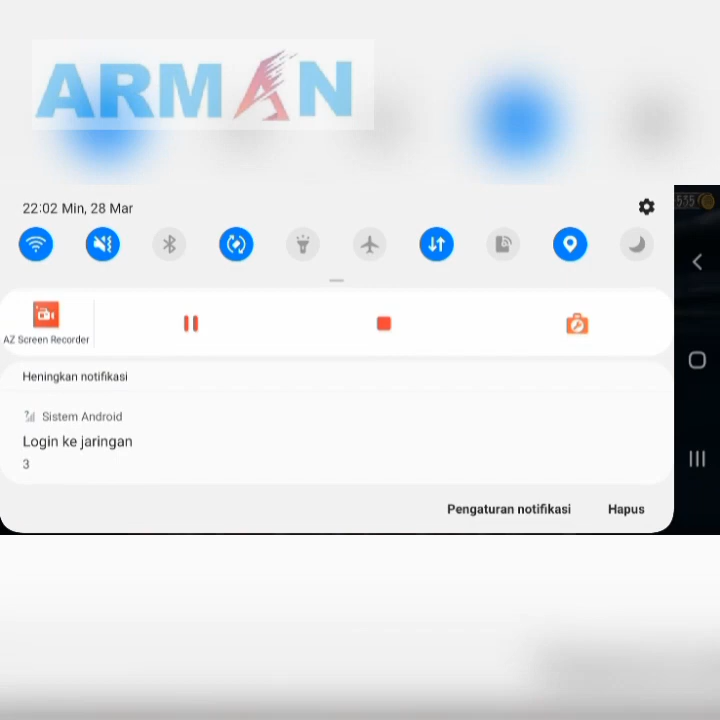 ARMAN
22:02 Min, 28 Mar
555
AZ Screen Recorder
Heningkan notifikasi
Sistem Android
Login ke jaringan
3
Pengaturan notifikasi
Hapus